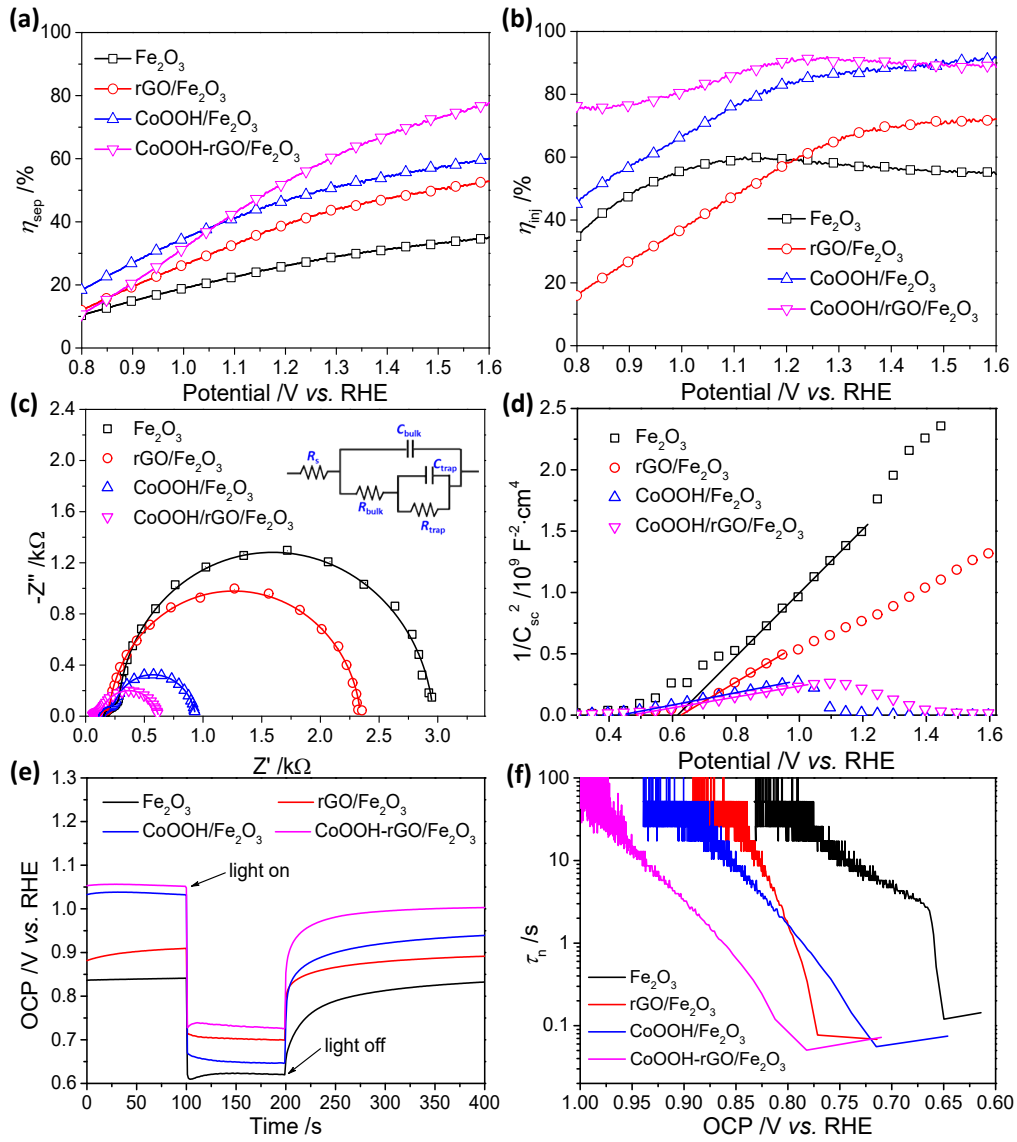 (a)
100
80
60
40
20
0
η_sep /%
Fe₂O₃
rGO/Fe₂O₃
CoOOH/Fe₂O₃
CoOOH-rGO/Fe₂O₃
0.8 0.9 1.0 1.1 1.2 1.3 1.4 1.5 1.6
Potential /V vs. RHE
(b)
100
80
60
40
20
0
η_inj /%
Fe₂O₃
rGO/Fe₂O₃
CoOOH/Fe₂O₃
CoOOH/rGO/Fe₂O₃
0.8 0.9 1.0 1.1 1.2 1.3 1.4 1.5 1.6
Potential /V vs. RHE
(c)
2.4
2.0
1.6
1.2
0.8
0.4
0.0
-Z" /kΩ
Fe₂O₃
rGO/Fe₂O₃
CoOOH/Fe₂O₃
CoOOH/rGO/Fe₂O₃
C_bulk
R_s
C_trap
R_bulk
R_trap
0.0 0.5 1.0 1.5 2.0 2.5 3.0
Z' /kΩ
(d)
2.5
2.0
1.5
1.0
0.5
0.0
1/C_sc² /10⁹ F⁻²·cm⁴
Fe₂O₃
rGO/Fe₂O₃
CoOOH/Fe₂O₃
CoOOH/rGO/Fe₂O₃
0.4 0.6 0.8 1.0 1.2 1.4 1.6
Potential /V vs. RHE
(e)
1.3
1.2
1.1
1.0
0.9
0.8
0.7
0.6
OCP /V vs. RHE
Fe₂O₃ rGO/Fe₂O₃
CoOOH/Fe₂O₃ CoOOH-rGO/Fe₂O₃
light on
light off
0 100 200 300 400
Time /s
(f)
100
10
1
0.1
τ_n /s
Fe₂O₃
rGO/Fe₂O₃
CoOOH/Fe₂O₃
CoOOH-rGO/Fe₂O₃
1.00 0.95 0.90 0.85 0.80 0.75 0.70 0.65 0.60
OCP /V vs. RHE